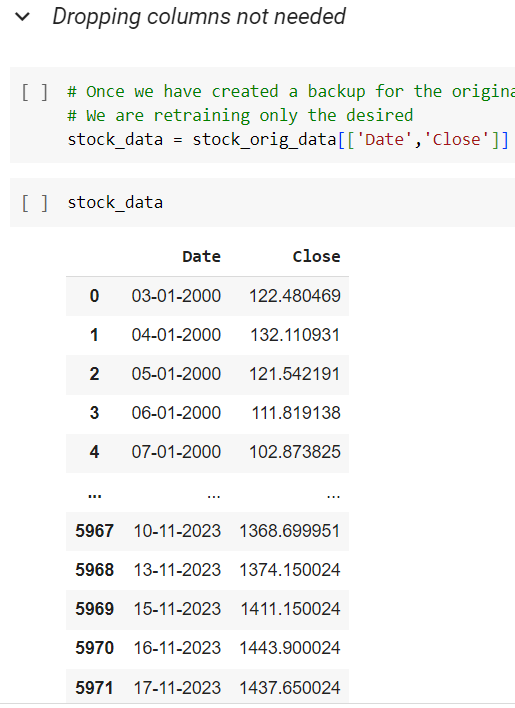 Dropping columns not needed
[ ] # Once we have created a backup for the origina
# We are retraining only the desired
stock_data = stock_orig_data[['Date','Close']]
[ ] stock_data
Date Close
0 03-01-2000 122.480469
1 04-01-2000 132.110931
2 05-01-2000 121.542191
3 06-01-2000 111.819138
4 07-01-2000 102.873825
... ... ...
5967 10-11-2023 1368.699951
5968 13-11-2023 1374.150024
5969 15-11-2023 1411.150024
5970 16-11-2023 1443.900024
5971 17-11-2023 1437.650024